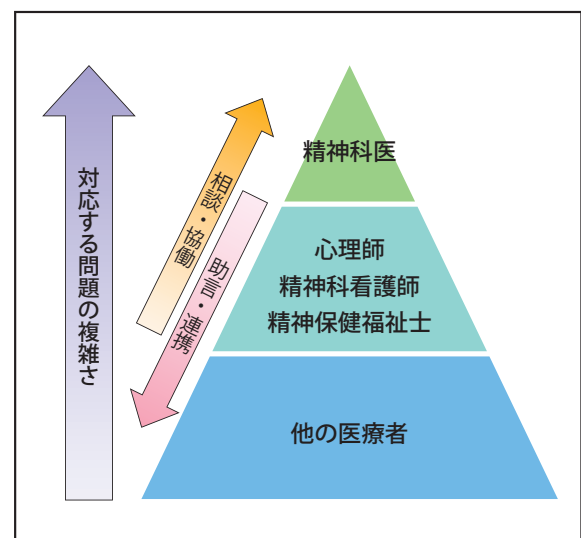 対応する問題の複雑さ
相談・協働
助言・連携
精神科医
心理師
精神科看護師
精神保健福祉士
他の医療者